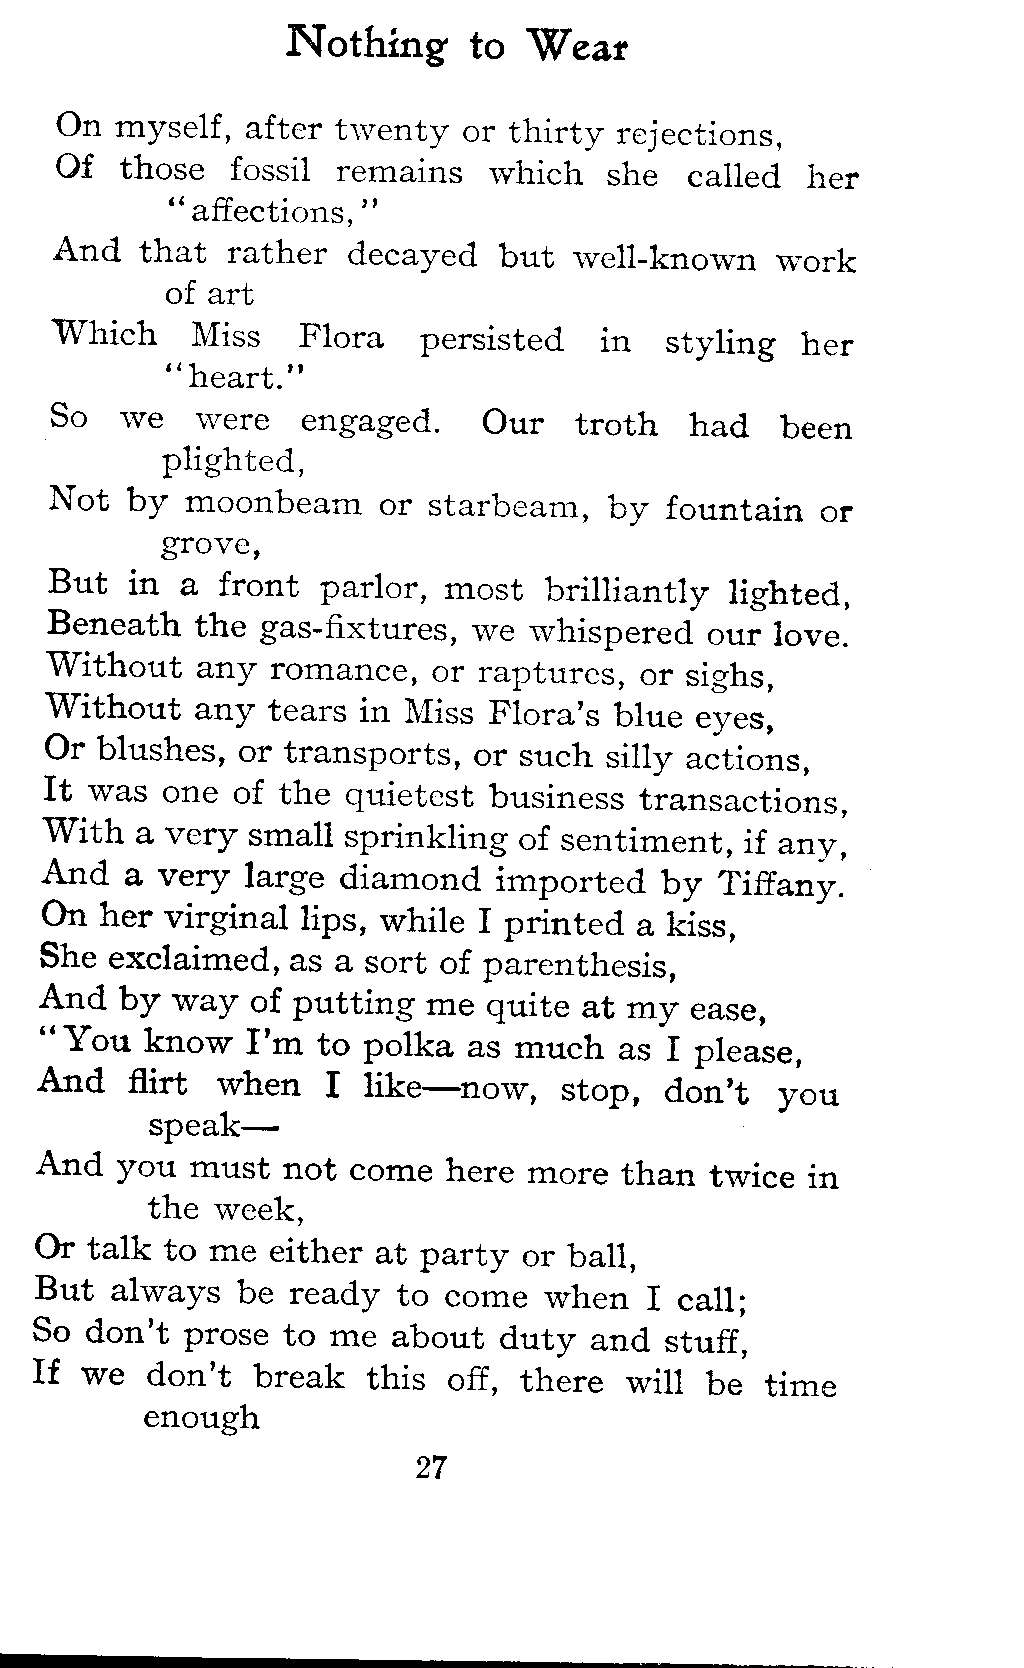 Nothing to Wear
On myself, after twenty or thirty rejections,
Of those fossil remains which she called her
"affections,"
And that rather decayed but well-known work
of art
Which Miss Flora persisted in styling her
"heart."
So we were engaged. Our troth had been
plighted,
Not by moonbeam or starbeam, by fountain or
grove,
But in a front parlor, most brilliantly lighted,
Beneath the gas-fixtures, we whispered our love.
Without any romance, or raptures, or sighs,
Without any tears in Miss Flora's blue eyes,
Or blushes, or transports, or such silly actions,
It was one of the quietest business transactions,
With a very small sprinkling of sentiment, if any,
And a very large diamond imported by Tiffany.
On her virginal lips, while I printed a kiss,
She exclaimed, as a sort of parenthesis,
And by way of putting me quite at my ease,
"You know I'm to polka as much as I please,
And flirt when I like—now, stop, don't you
speak—
And you must not come here more than twice in
the week,
Or talk to me either at party or ball,
But always be ready to come when I call;
So don't prose to me about duty and stuff,
If we don't break this off, there will be time
enough
27